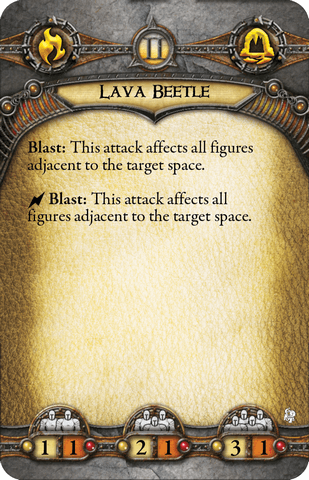 II
LAVA BEETLE
Blast: This attack affects all figures
adjacent to the target space.
Blast: This attack affects all
figures adjacent to the target space.
1 1 2 1 3 1